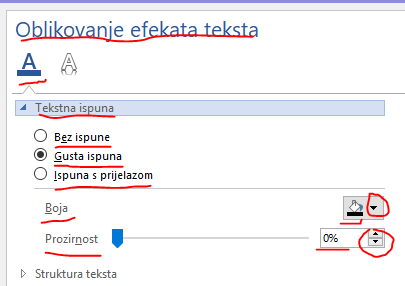 Oblikovanje efekata teksta
Tekstna ispuna
Bez ispune
Gusta ispuna
Ispuna s prijelazom
Boja
Prozirnost 0%
Struktura teksta